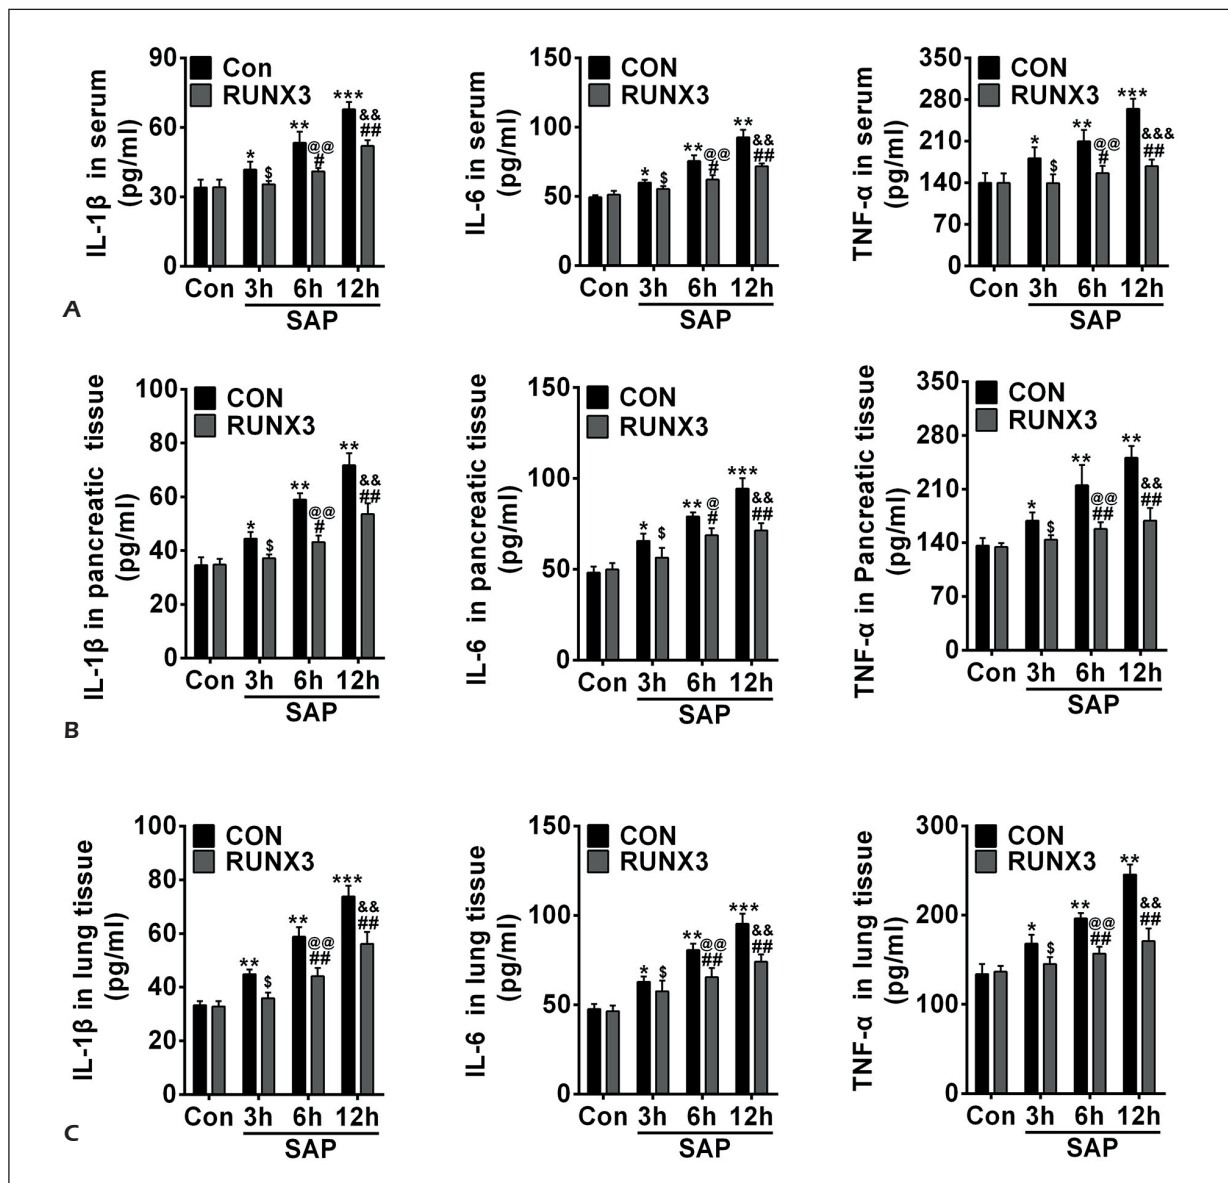 IL-1β in serum
(pg/ml)
90
60
30
0
Con
RUNX3
*
$
**
@@
#
***
&&
##
Con 3h 6h 12h
SAP
IL-6 in serum
(pg/ml)
150
100
50
0
CON
RUNX3
*
$
**
@@
#
**
&&
##
Con 3h 6h 12h
SAP
TNF-α in serum
(pg/ml)
350
280
210
140
70
0
CON
RUNX3
*
$
**
@@
#
***
&&&
##
Con 3h 6h 12h
SAP
A
IL-1β in pancreatic tissue
(pg/ml)
100
80
60
40
20
0
CON
RUNX3
*
$
**
@@
#
**
&&
##
Con 3h 6h 12h
SAP
IL-6 in pancreatic tissue
(pg/ml)
150
100
50
0
CON
RUNX3
*
$
**
@
#
***
&&
##
Con 3h 6h 12h
SAP
TNF-α in Pancreatic tissue
(pg/ml)
350
280
210
140
70
0
CON
RUNX3
*
$
**
@@
##
**
&&
##
Con 3h 6h 12h
SAP
B
IL-1β in lung tissue
(pg/ml)
100
80
60
40
20
0
CON
RUNX3
**
$
**
@@
##
***
&&
##
Con 3h 6h 12h
SAP
IL-6 in lung tissue
(pg/ml)
150
100
50
0
CON
RUNX3
*
$
**
@@
##
***
&&
##
Con 3h 6h 12h
SAP
TNF-α in lung tissue
(pg/ml)
300
200
100
0
CON
RUNX3
*
$
**
@@
##
**
&&
##
Con 3h 6h 12h
SAP
C